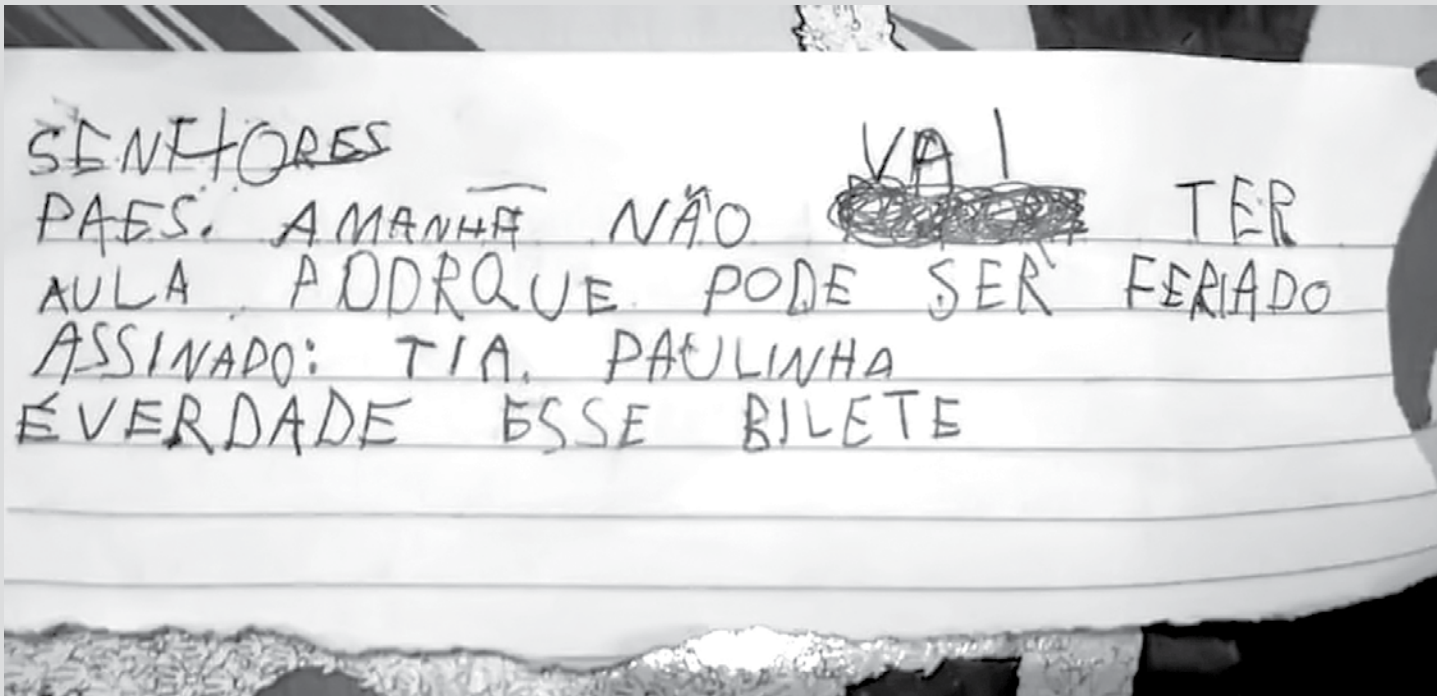 SENHORES
PAES. AMANHÃ NÃO VAI TER
AULA PODRQUE PODE SER FERIADO
ASSINADO: TIA. PAULINHA
É VERDADE ESSE BILETE